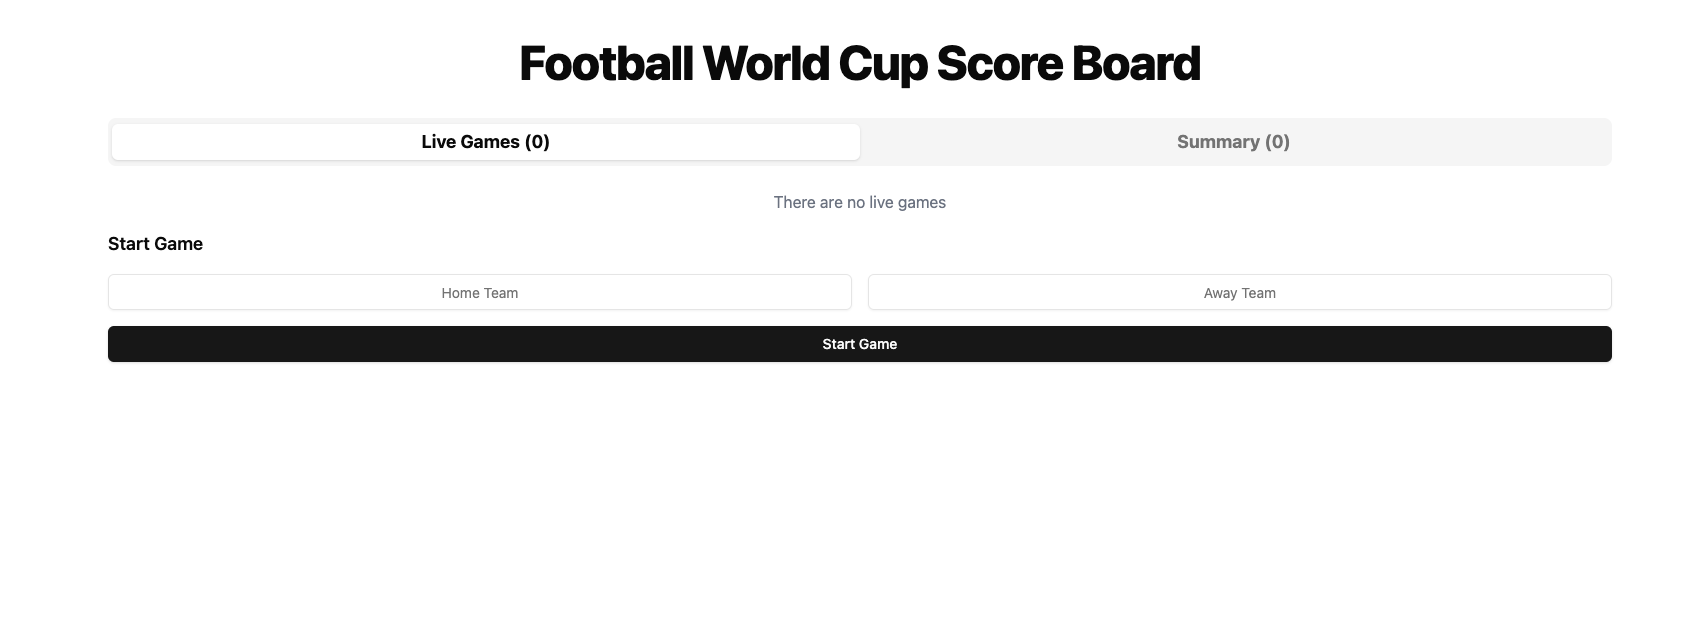 Football World Cup Score Board
Live Games (0)
Summary (0)
There are no live games
Start Game
Home Team
Away Team
Start Game